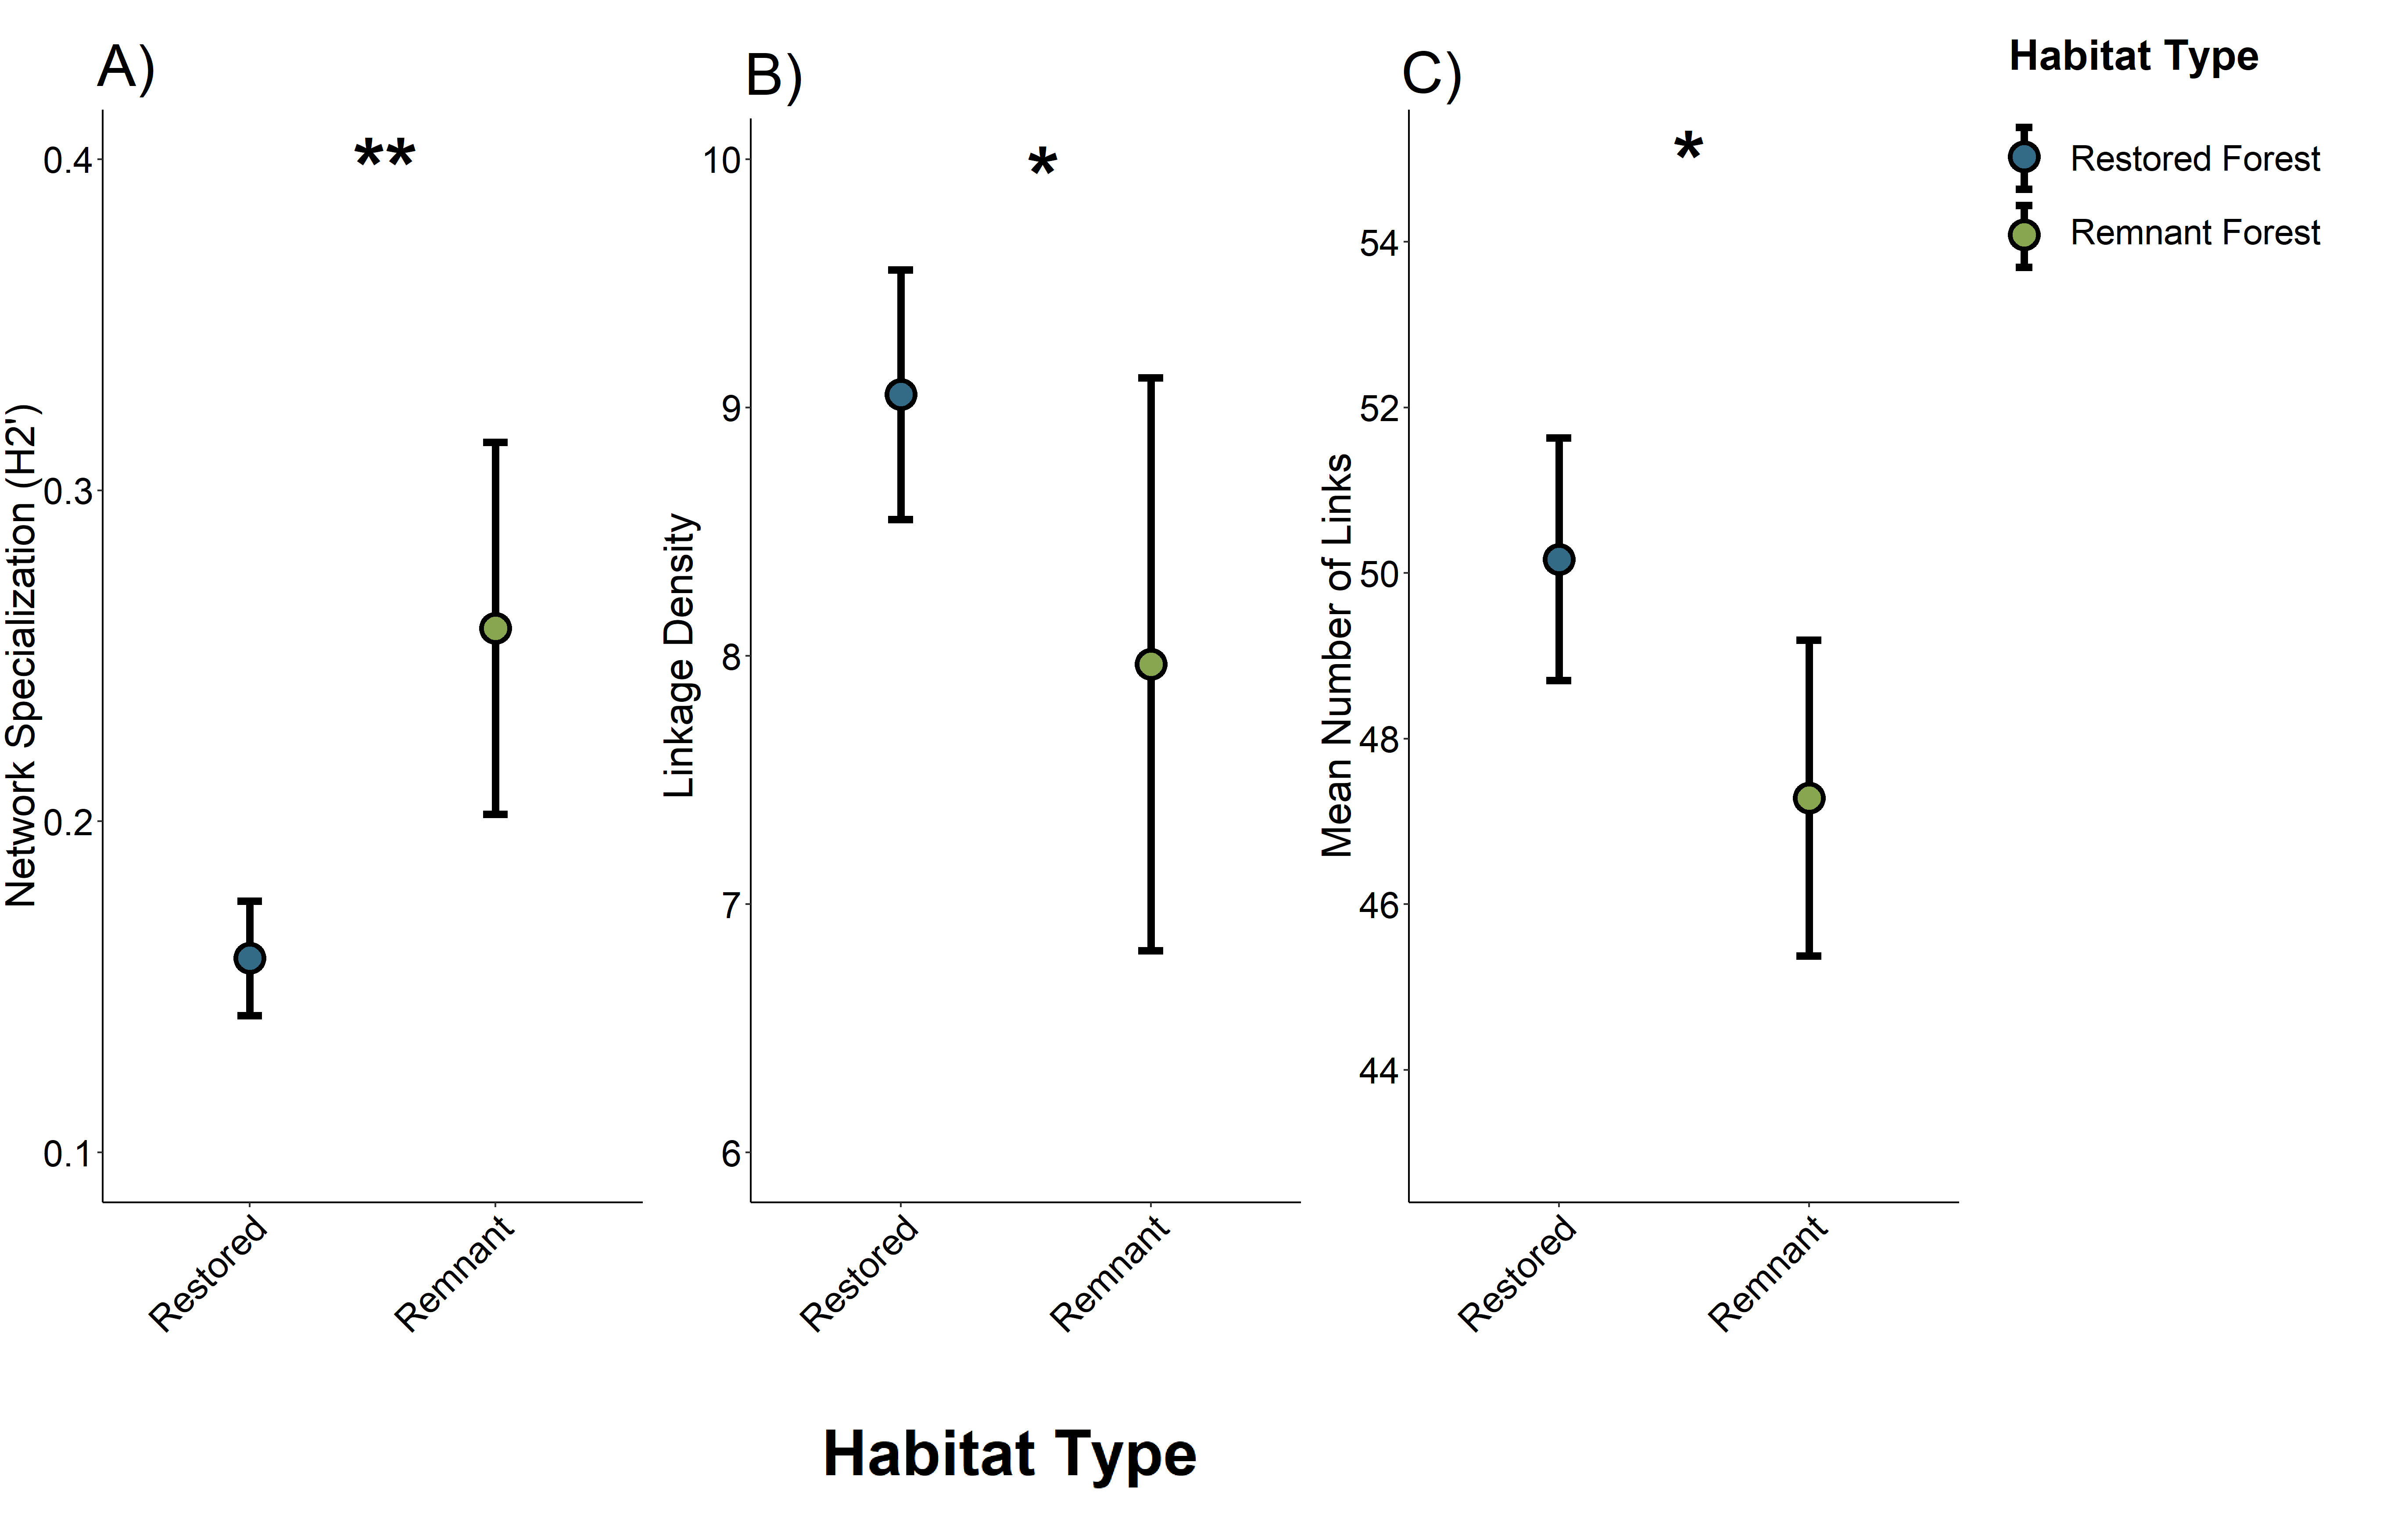 A)
**
Network Specialization (H2')
0.4
0.3
0.2
0.1
Restored
Remnant
B)
*
Linkage Density
10
9
8
7
6
Restored
Remnant
C)
*
Mean Number of Links
54
52
50
48
46
44
Restored
Remnant
Habitat Type
Habitat Type
Restored Forest
Remnant Forest